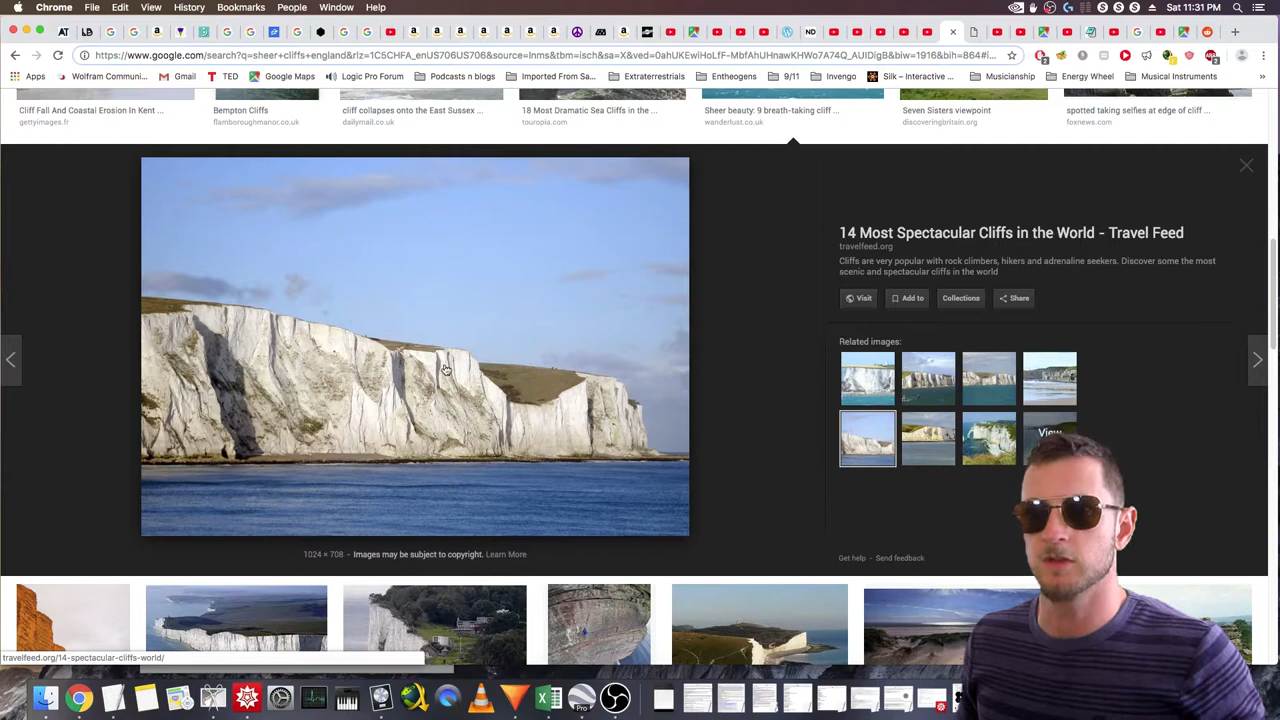 Chrome File Edit View History Bookmarks People Window Help
Sat 11:31 PM
https://www.google.com/search?q=sheer+cliffs+england&rlz=1C5CHFA_enUS706US706&source=lnms&tbm=isch&sa=X&ved=
Apps Wolfram Communi... Gmail TED Google Maps Logic Pro Forum Podcasts n blogs Imported From Sa... Extraterrestrials Entheogens 9/11 Invengo Silk – Interactive ... Musicianship Energy Wheel Musical Instruments
Cliff Fall And Coastal Erosion In Kent ... Bempton Cliffs cliff collapses onto the East Sussex ... 18 Most Dramatic Sea Cliffs in the ... Sheer beauty: 9 breath-taking cliff ... Seven Sisters viewpoint spotted taking selfies at edge of cliff ...
gettyimages.fr flamboroughmanor.co.uk dailymail.co.uk touropia.com wanderlust.co.uk discoveringbritain.org foxnews.com
14 Most Spectacular Cliffs in the World - Travel Feed
travelfeed.org
Cliffs are very popular with rock climbers, hikers and adrenaline seekers. Discover some the most
scenic and spectacular cliffs in the world
Visit Add to Collections Share
Related images:
View
1024 × 708 - Images may be subject to copyright. Learn More
Get help - Send feedback
travelfeed.org/14-spectacular-cliffs-world/
Pro